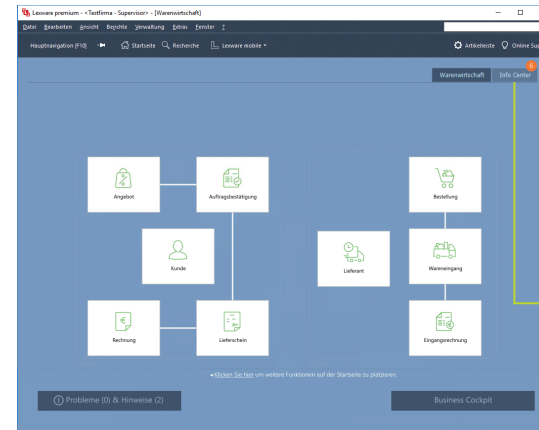 Lexware premium - <Testfirma - Supervisor> - [Warenwirtschaft]
Datei Bearbeiten Ansicht Berichte Verwaltung Extras Fenster ?
Hauptnavigation (F10) Startseite Recherche Lexware mobile Artikelleiste Online Sup
6
Warenwirtschaft Info Center
Angebot Auftragsbestätigung Bestellung
Kunde Lieferant Wareneingang
Rechnung Lieferschein Eingangsrechnung
Klicken Sie hier um weitere Funktionen auf der Startseite zu platzieren.
Probleme (0) & Hinweise (2) Business Cockpit